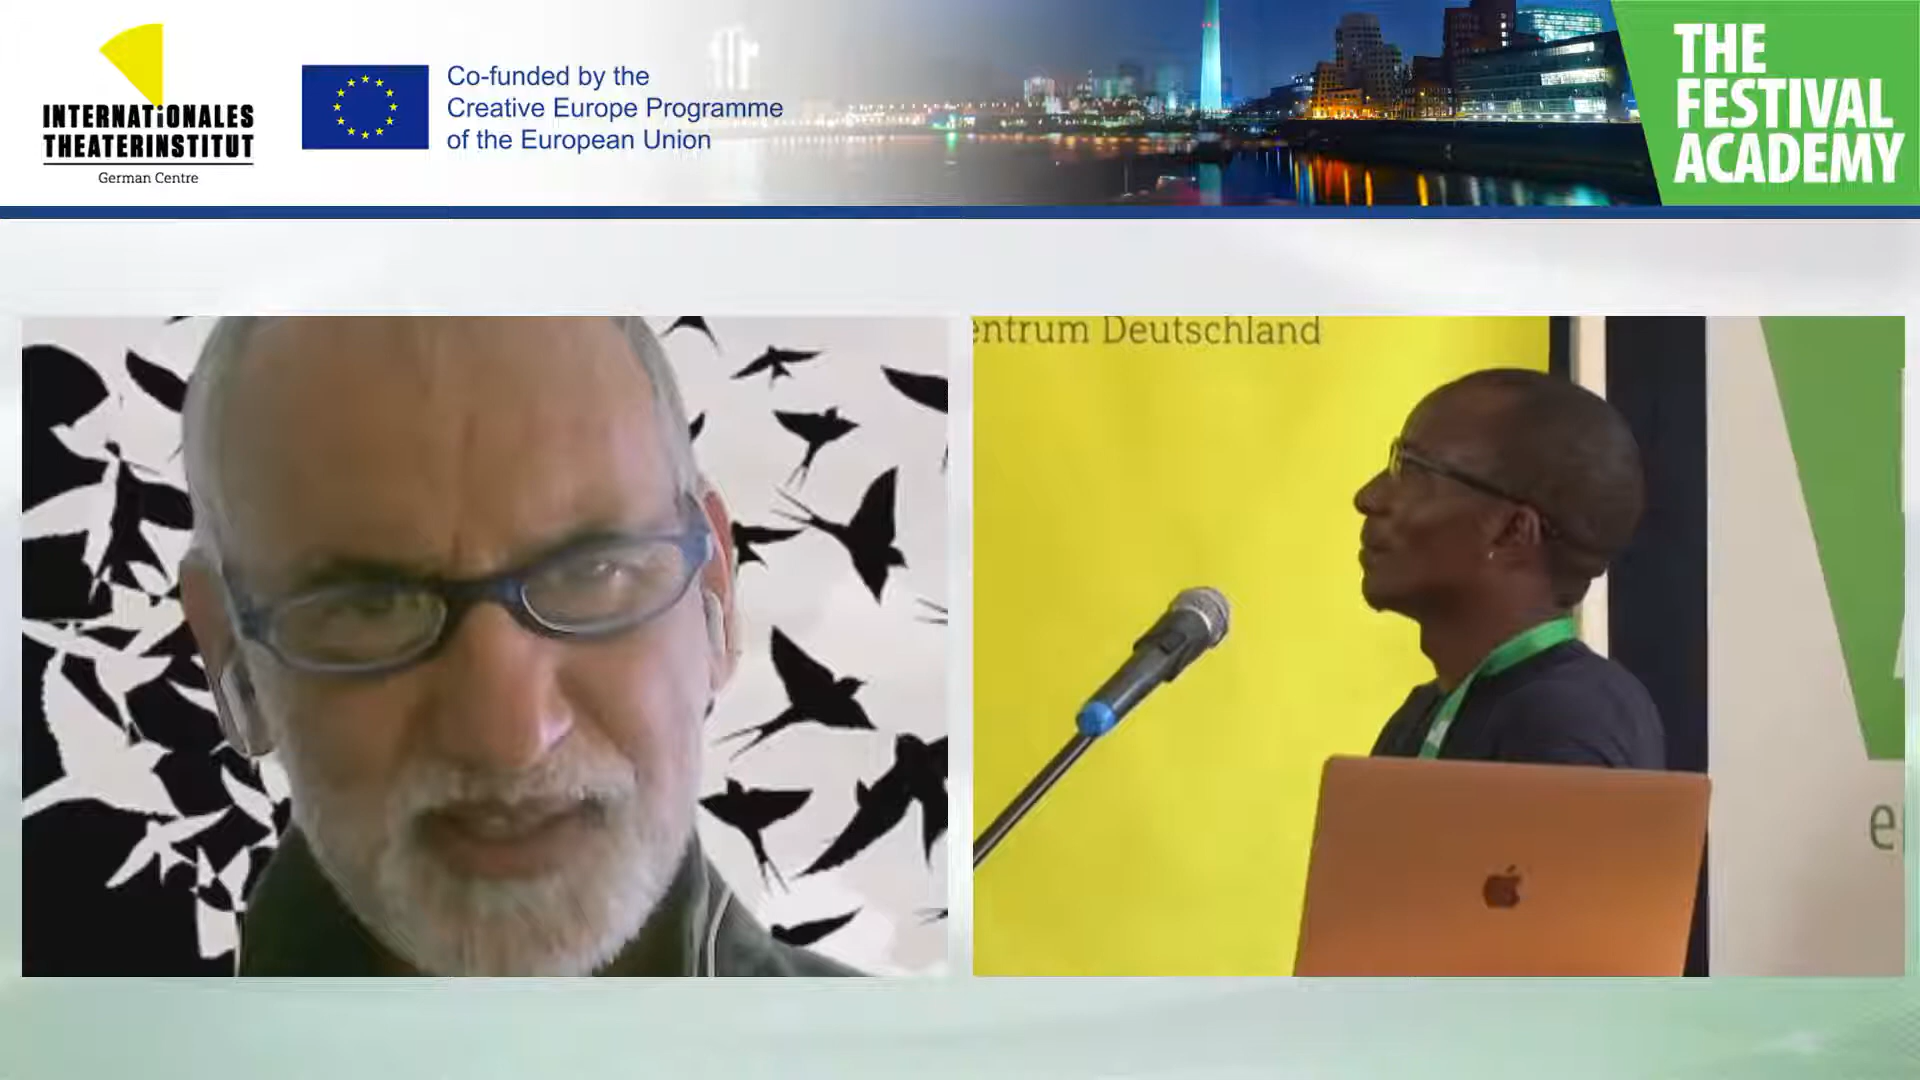 INTERNATiONALES
THEATERINSTITUT
German Centre
Co-funded by the
Creative Europe Programme
of the European Union
THE
FESTIVAL
ACADEMY
entrum Deutschland
e